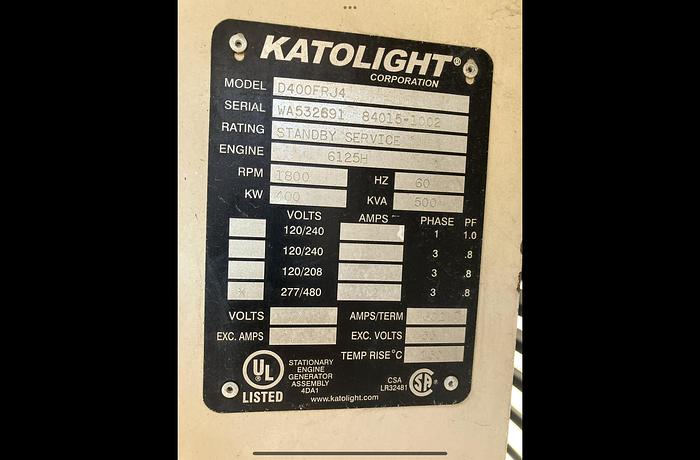 KATOLIGHT®
CORPORATION
MODEL D400FRJ4
SERIAL WA532691 84015-1002
RATING STANDBY SERVICE
ENGINE 6125H
RPM 1800 HZ 60
KW 400 KVA 500
VOLTS AMPS PHASE PF
120/240 1 1.0
120/240 3 .8
120/208 3 .8
277/480 3 .8
VOLTS AMPS/TERM
EXC. AMPS EXC. VOLTS
TEMP RISE °C
UL
LISTED
STATIONARY
ENGINE
GENERATOR
ASSEMBLY
4DA1
www.katolight.com
CSA
LR32481
SA